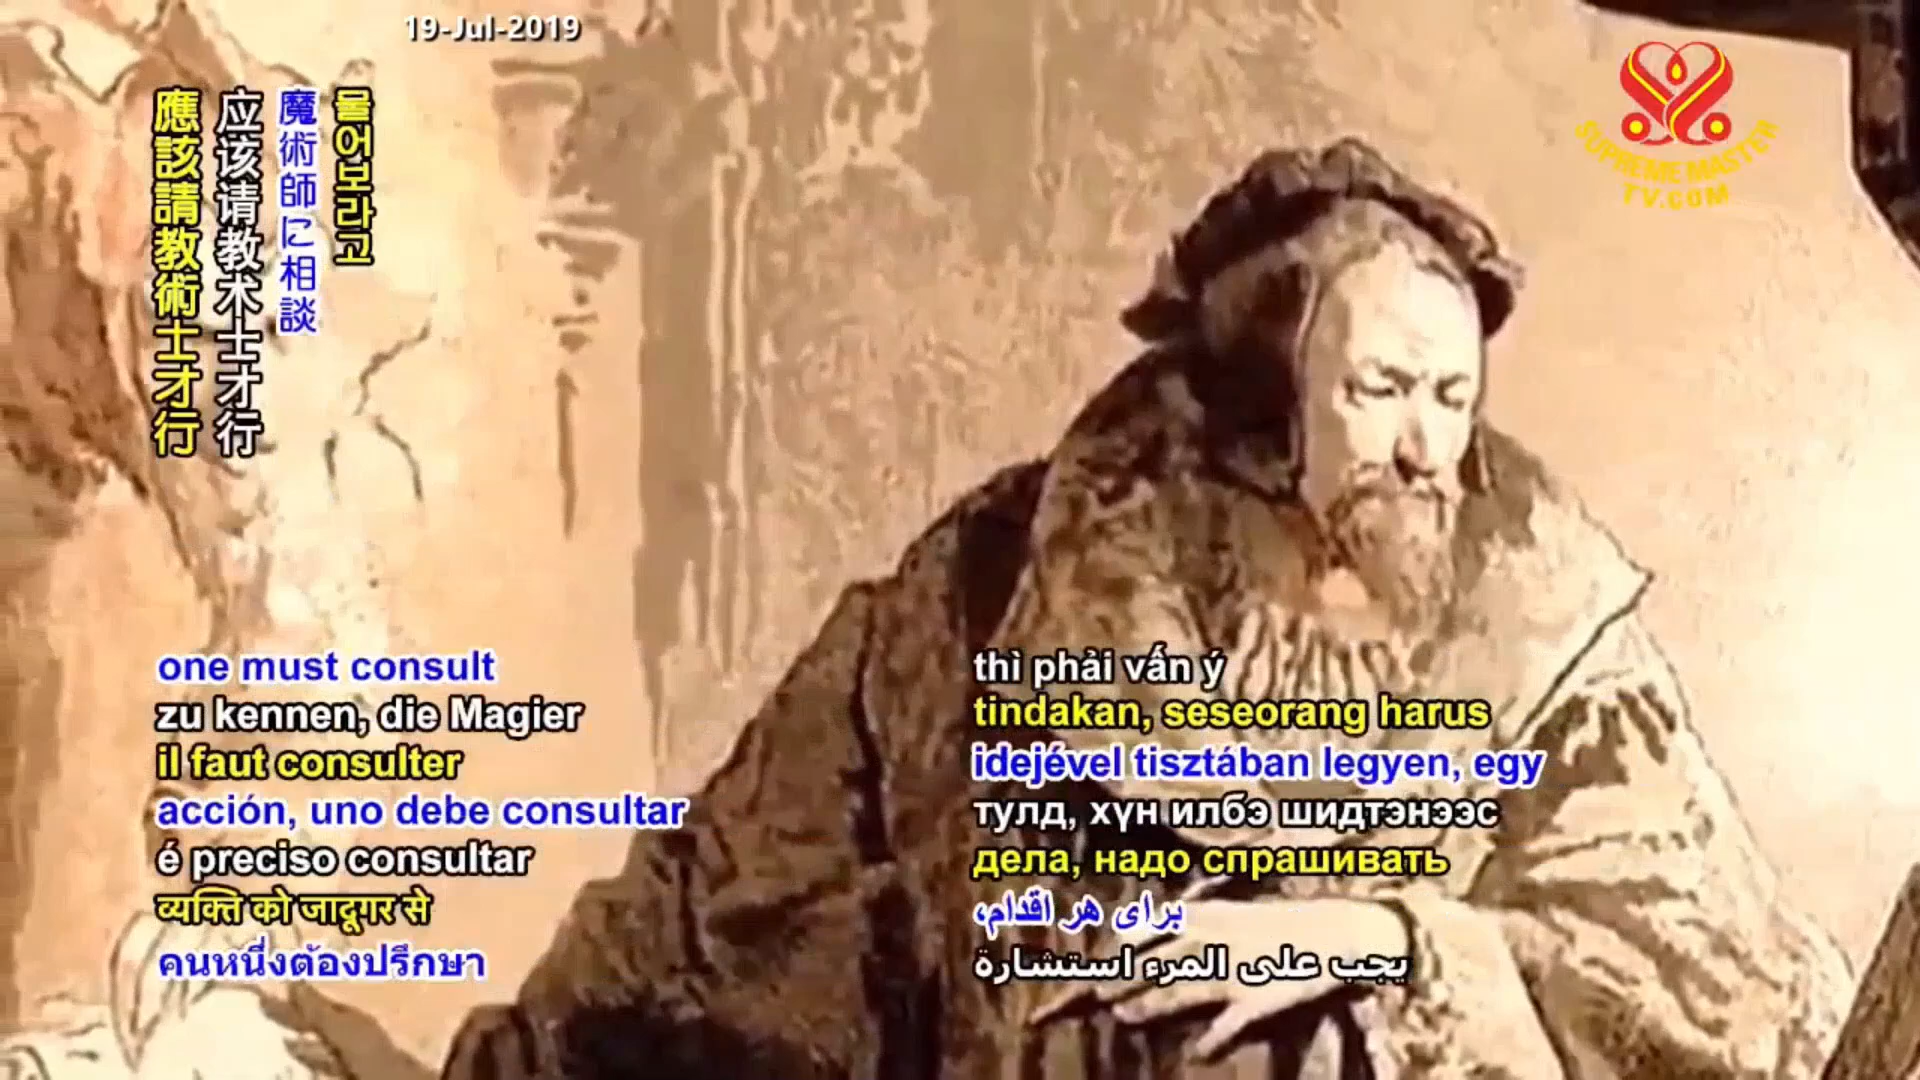 19-Jul-2019
SUPREME MASTER
TV.COM
물어보라고
魔術師に相談
应该请教术士才行
應該請教術士才行
one must consult
zu kennen, die Magier
il faut consulter
acción, uno debe consultar
é preciso consultar
व्यक्ति को जादूगर से
คนหนึ่งต้องปรึกษา
thì phải vấn ý
tindakan, seseorang harus
idejével tisztában legyen, egy
тулд, хүн илбэ шидтэнээс
дела, надо спрашивать
برای هر اقدام،
يجب على المرء استشارة